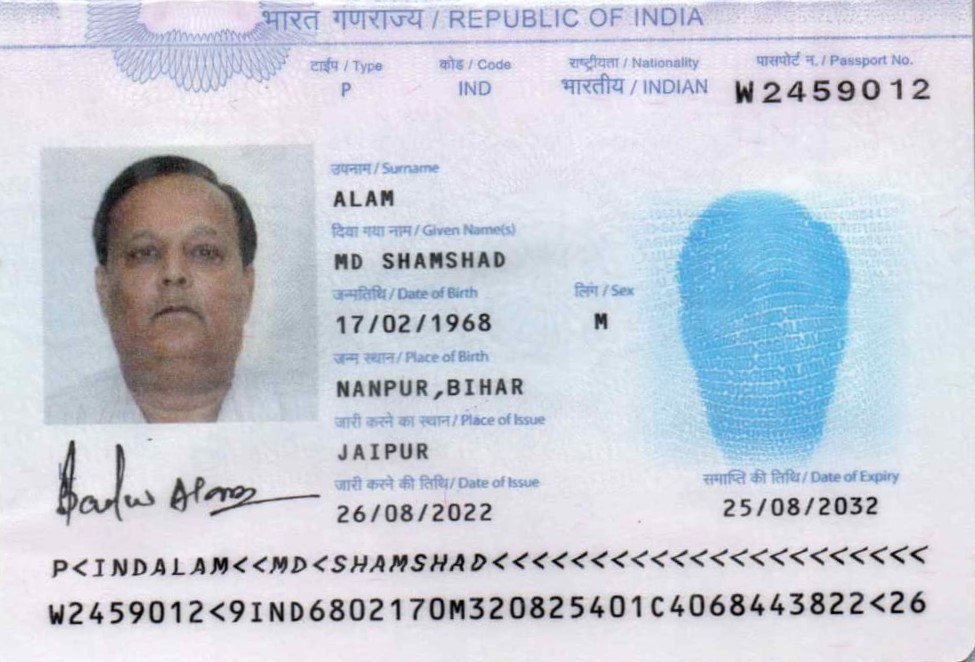 भारत गणराज्य / REPUBLIC OF INDIA
टाईप / Type कोड / Code राष्ट्रीयता / Nationality पासपोर्ट न. / Passport No.
P IND भारतीय / INDIAN W2459012
उपनाम / Surname
ALAM
दिया गया नाम / Given Name(s)
MD SHAMSHAD
जन्मतिथि / Date of Birth लिंग / Sex
17/02/1968 M
जन्म स्थान / Place of Birth
NANPUR,BIHAR
जारी करने का स्थान / Place of Issue
JAIPUR
जारी करने की तिथि / Date of Issue समाप्ति की तिथि / Date of Expiry
26/08/2022 25/08/2032
P<INDALAM<<MD<SHAMSHAD<<<<<<<<<<<<<<<<<<<<<<
W2459012<9IND6802170M320825401C4068443822<26